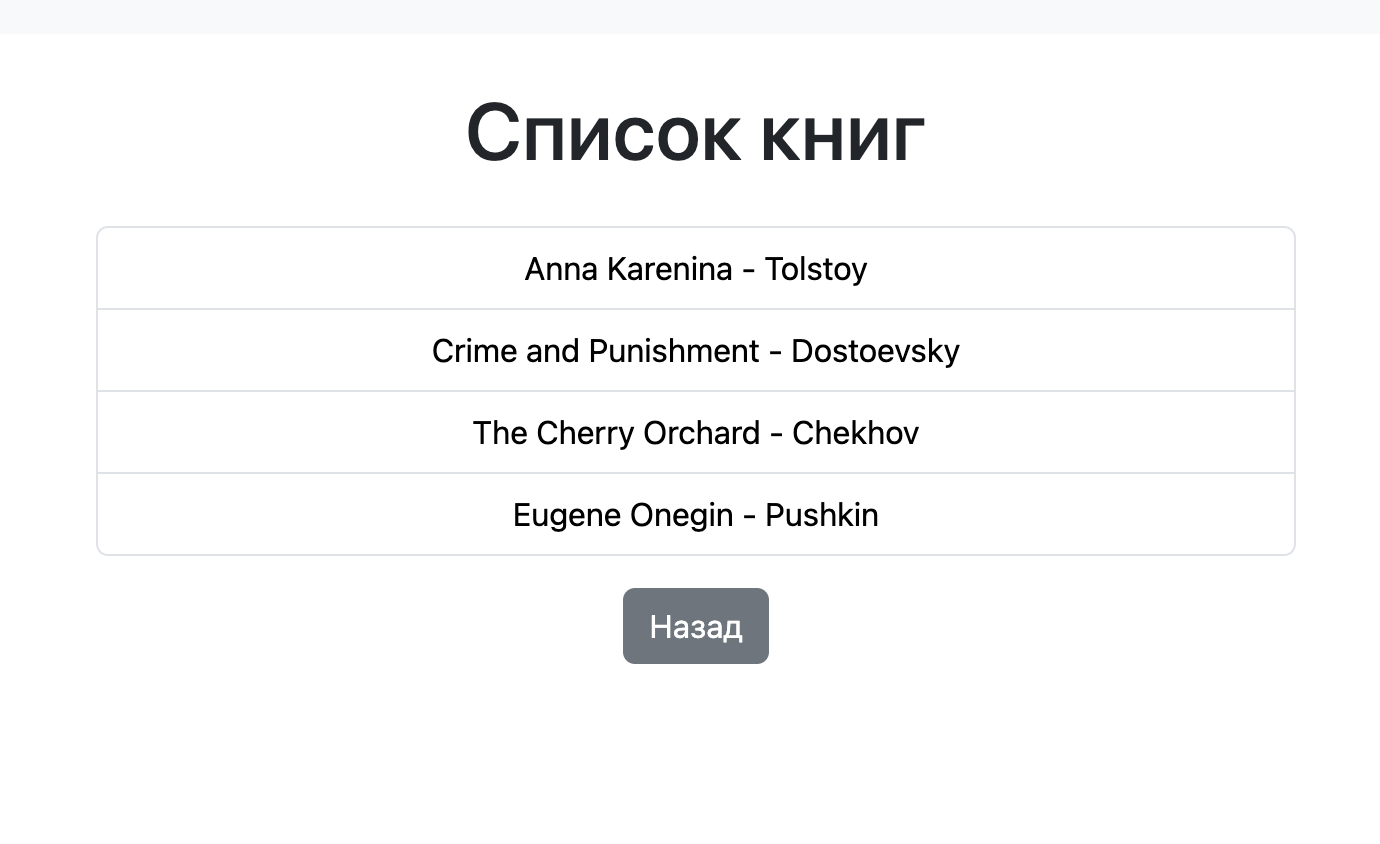 Список книг
Anna Karenina - Tolstoy
Crime and Punishment - Dostoevsky
The Cherry Orchard - Chekhov
Eugene Onegin - Pushkin
Назад